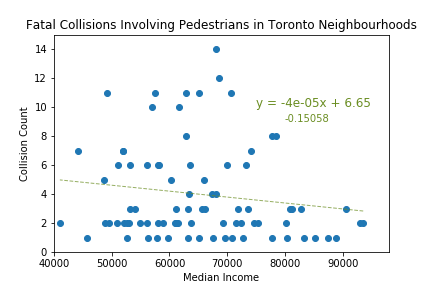 Fatal Collisions Involving Pedestrians in Toronto Neighbourhoods
14
12
10
8
6
4
2
0
Collision Count
y = -4e-05x + 6.65
-0.15058
40000 50000 60000 70000 80000 90000
Median Income